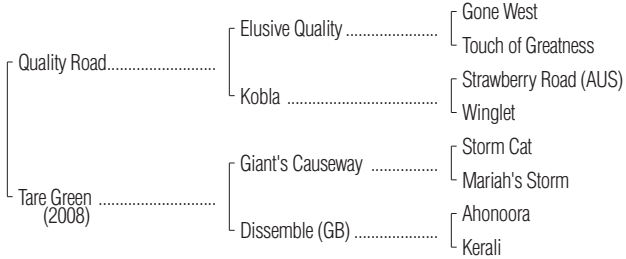 Gone West
Elusive Quality
Touch of Greatness
Quality Road
Strawberry Road (AUS)
Kobla
Winglet
Storm Cat
Giant's Causeway
Mariah's Storm
Tare Green
(2008)
Ahonoora
Dissemble (GB)
Kerali